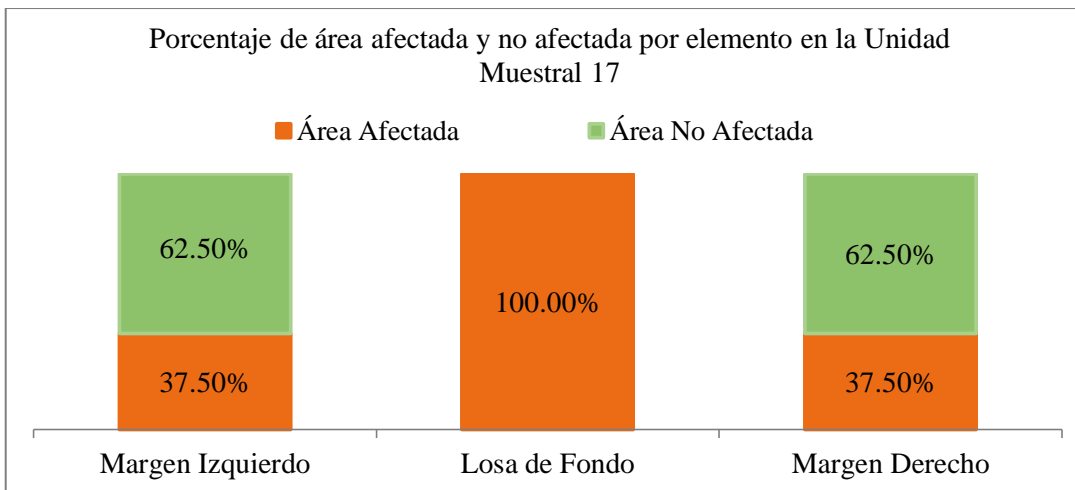 Porcentaje de área afectada y no afectada por elemento en la Unidad
Muestral 17
Área Afectada
Área No Afectada
62.50%
37.50%
100.00%
62.50%
37.50%
Margen Izquierdo
Losa de Fondo
Margen Derecho